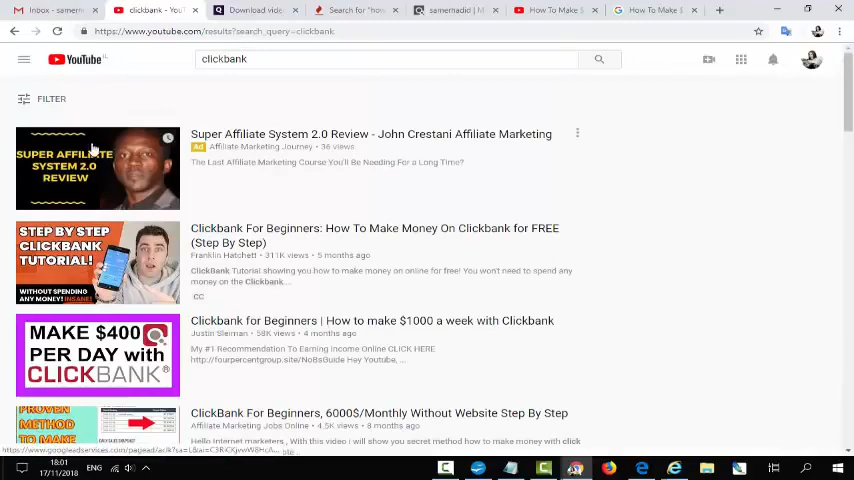 Inbox - samerh
clickbank - YouT
Download vide
Search for "how
samerhadid | M
How To Make $
How To Make $
https://www.youtube.com/results?search_query=clickbank
YouTube
clickbank
FILTER
SUPER AFFILIATE
SYSTEM 2.0
REVIEW
Super Affiliate System 2.0 Review - John Crestani Affiliate Marketing
Ad Affiliate Marketing Journey • 36 views
The Last Affiliate Marketing Course You'll Be Needing For a Long Time?
STEP BY STEP
CLICKBANK
TUTORIAL!
WITHOUT SPENDING
ANY MONEY! INSANE!
Clickbank For Beginners: How To Make Money On Clickbank for FREE
(Step By Step)
Franklin Hatchett • 311K views • 5 months ago
ClickBank Tutorial showing you how to make money on online for free! You won't need to spend any
money on the Clickbank...
CC
MAKE $400
PER DAY with
CLICKBANK®
Clickbank for Beginners | How to make $1000 a week with Clickbank
Justin Sleiman • 58K views • 4 months ago
My #1 Recommendation To Earning Income Online CLICK HERE
http://fourpercentgroup.site/NoBsGuide Hey Youtube, ...
PROVEN
METHOD
TO MAKE
ClickBank For Beginners, 6000$/Monthly Without Website Step By Step
Affiliate Marketing Jobs Online • 4.5K views • 8 months ago
Hello Internet marketers , With this video i will show you secret method how to make money with click
18:01
17/11/2018
ENG